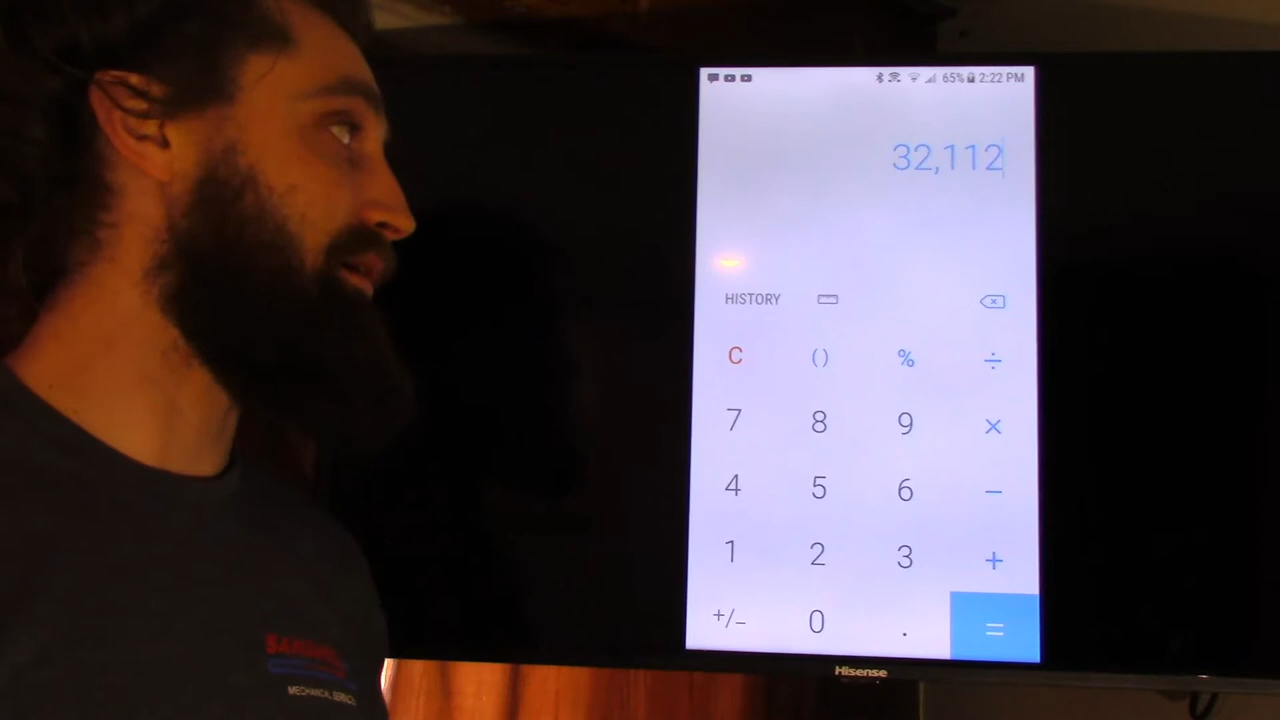 65% 2:22 PM
32,112
HISTORY
C () % ÷
7 8 9 ×
4 5 6 −
1 2 3 +
+/− 0 . =
Hisense
MECHANICAL